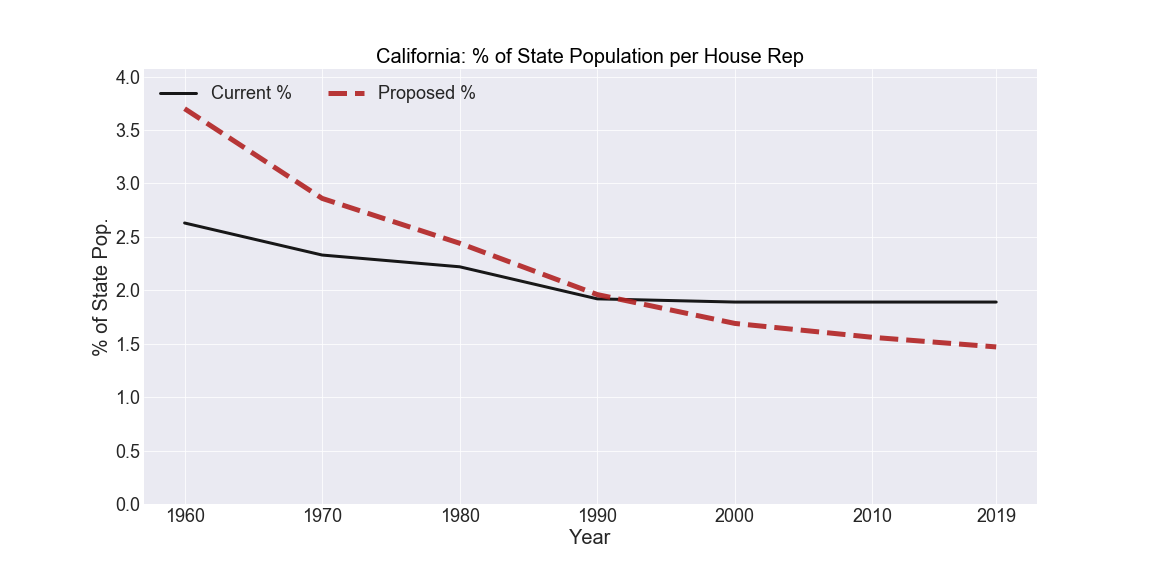 California: % of State Population per House Rep
Current %
Proposed %
% of State Pop.
4.0
3.5
3.0
2.5
2.0
1.5
1.0
0.5
0.0
1960 1970 1980 1990 2000 2010 2019
Year